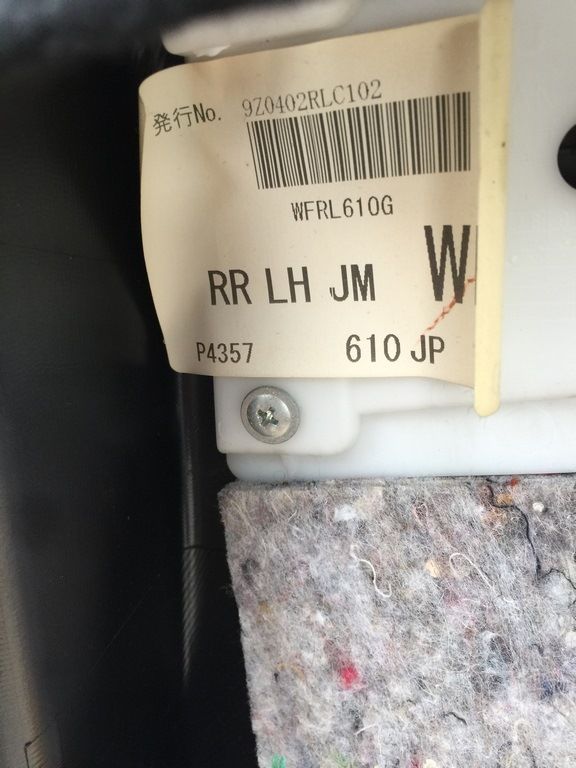 発行No. 9Z0402RLC102
WFRL610G
RR LH JM W
P4357 610 JP